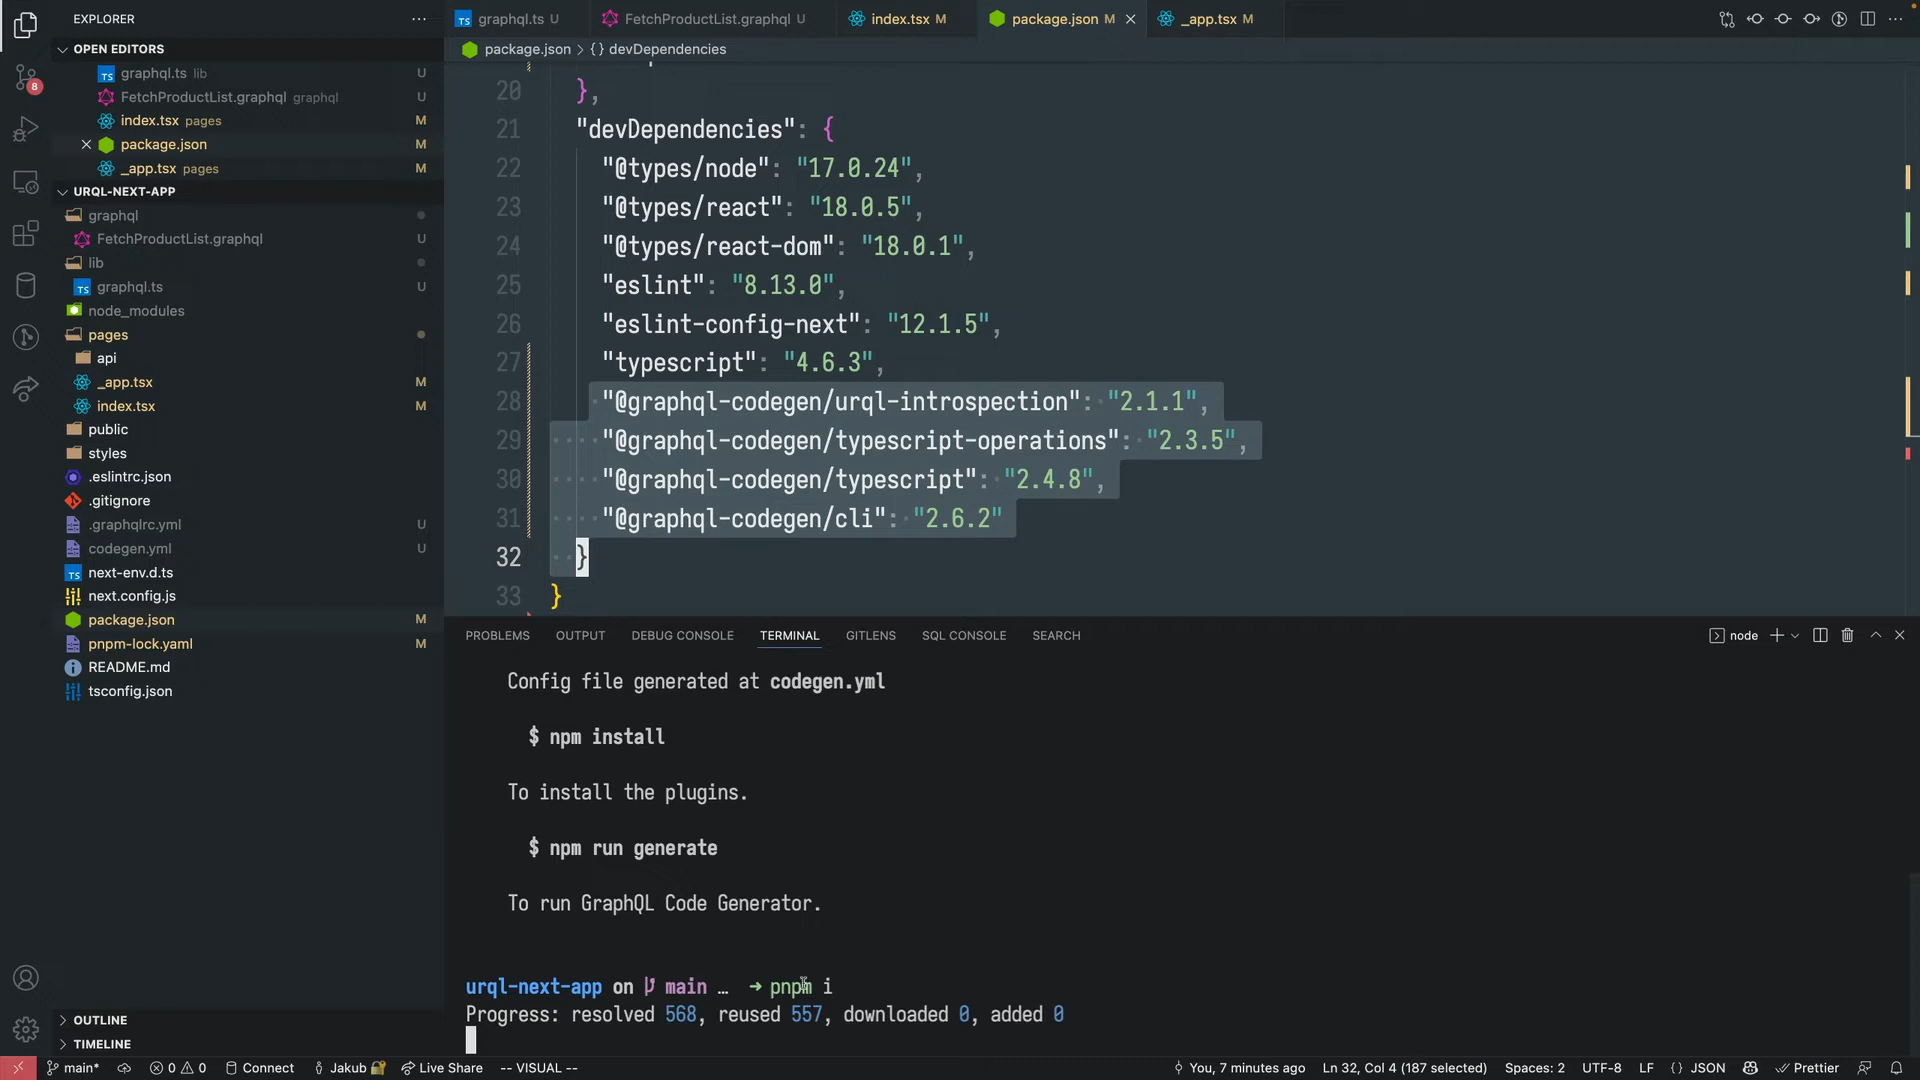 EXPLORER
graphql.ts U
FetchProductList.graphql U
index.tsx M
package.json M
_app.tsx M
OPEN EDITORS
graphql.ts lib U
FetchProductList.graphql graphql U
index.tsx pages M
package.json M
_app.tsx pages M
URQL-NEXT-APP
graphql
FetchProductList.graphql U
lib
TS graphql.ts U
node_modules
pages
api
_app.tsx M
index.tsx M
public
styles
.eslintrc.json
.gitignore
.graphqlrc.yml U
codegen.yml U
TS next-env.d.ts
next.config.js
package.json M
pnpm-lock.yaml M
README.md
tsconfig.json
OUTLINE
TIMELINE
8
package.json > {} devDependencies
20 },
21 "devDependencies": {
22 "@types/node": "17.0.24",
23 "@types/react": "18.0.5",
24 "@types/react-dom": "18.0.1",
25 "eslint": "8.13.0",
26 "eslint-config-next": "12.1.5",
27 "typescript": "4.6.3",
28 "@graphql-codegen/urql-introspection": "2.1.1",
29 "@graphql-codegen/typescript-operations": "2.3.5",
30 "@graphql-codegen/typescript": "2.4.8",
31 "@graphql-codegen/cli": "2.6.2"
32 }
33 }
PROBLEMS OUTPUT DEBUG CONSOLE TERMINAL GITLENS SQL CONSOLE SEARCH node
Config file generated at codegen.yml
$ npm install
To install the plugins.
$ npm run generate
To run GraphQL Code Generator.
urql-next-app on main … ➜ pnpm i
Progress: resolved 568, reused 557, downloaded 0, added 0
main* 0 0 Connect Jakub Live Share -- VISUAL -- You, 7 minutes ago Ln 32, Col 4 (187 selected) Spaces: 2 UTF-8 LF {} JSON Prettier